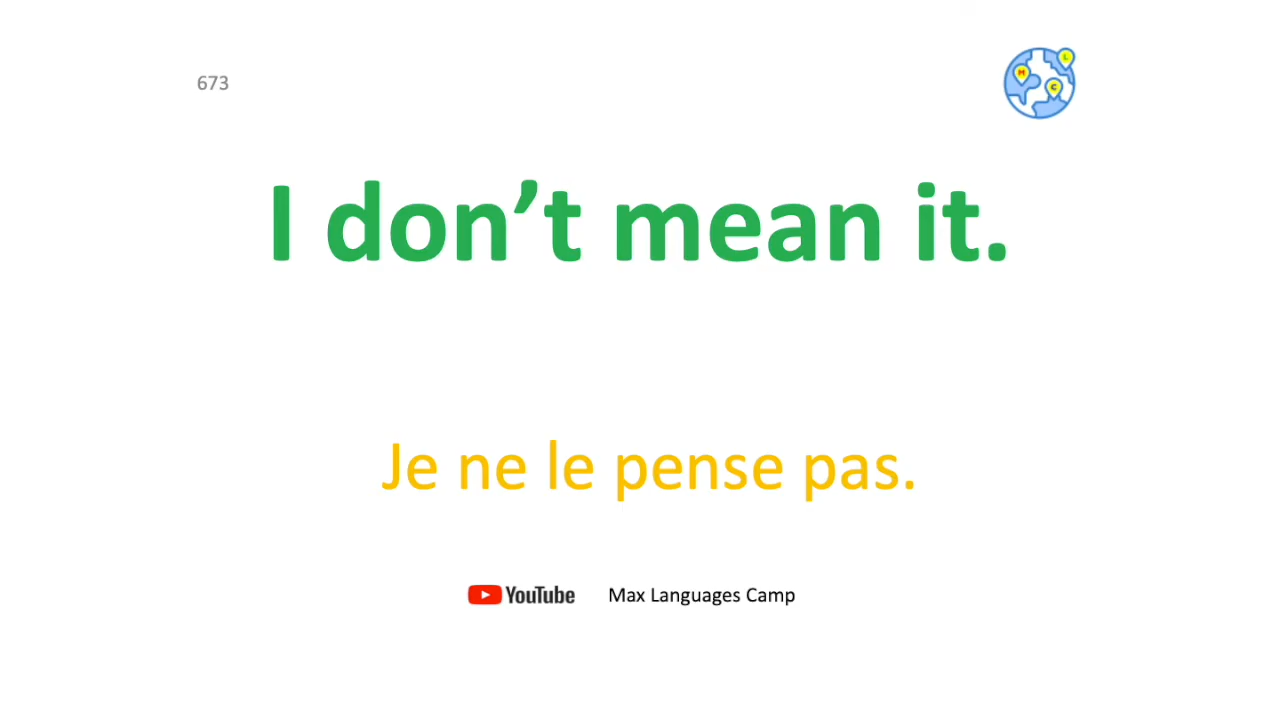 673
M
L
C
I don’t mean it.
Je ne le pense pas.
YouTube Max Languages Camp